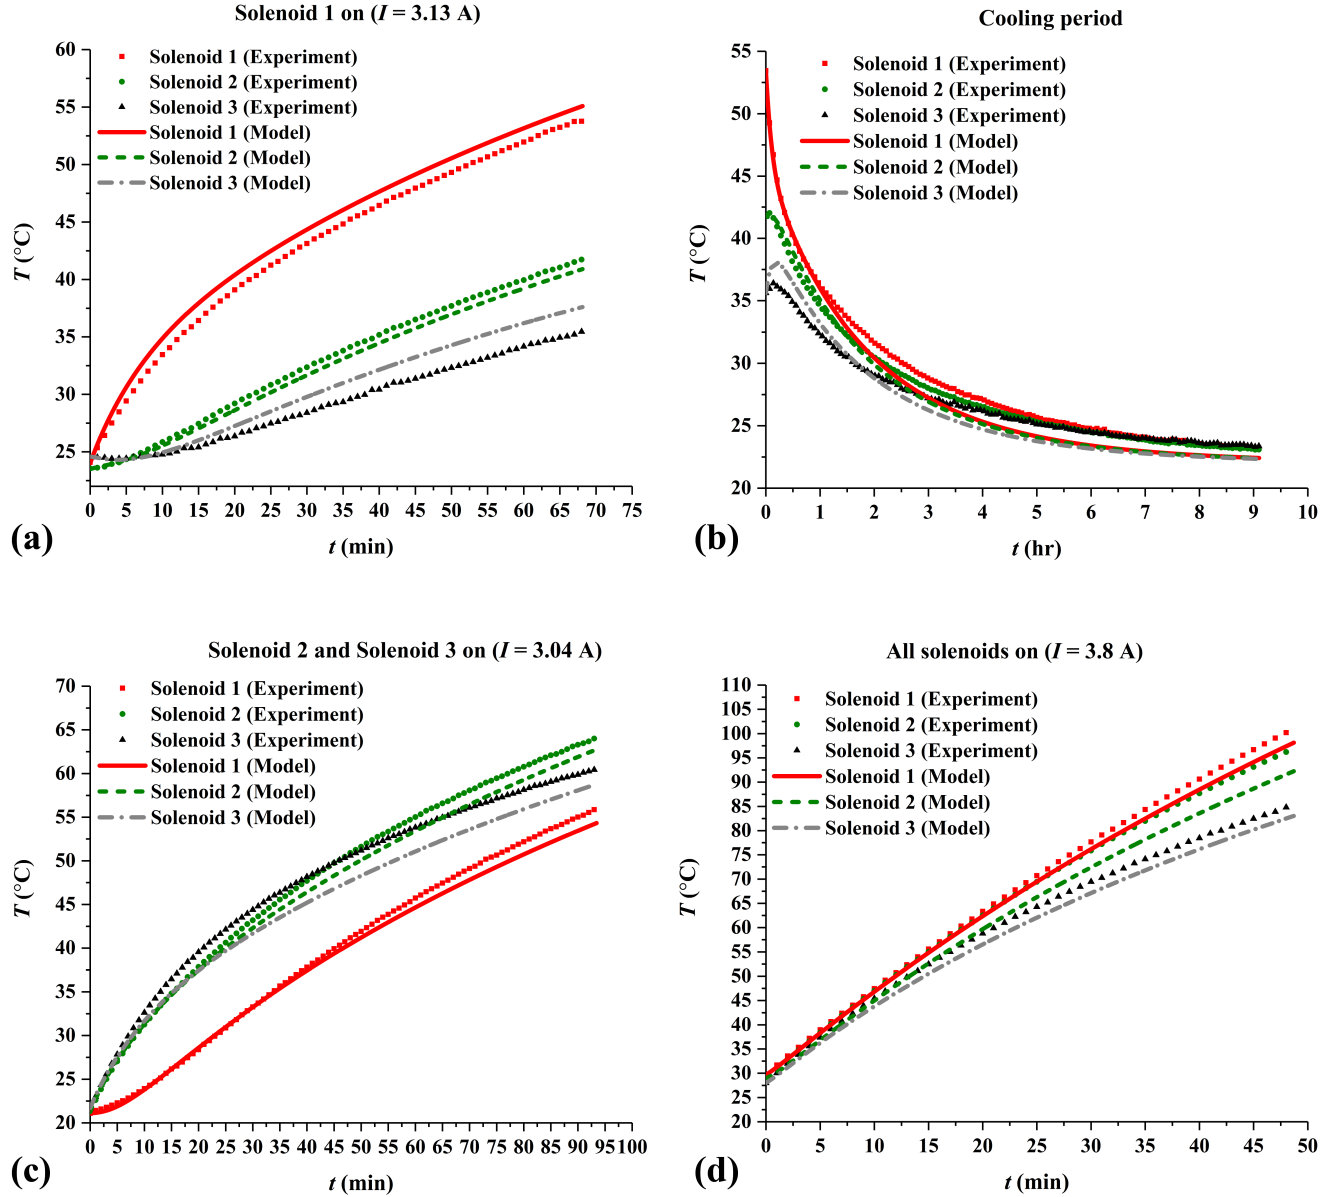 Solenoid 1 on (I = 3.13 A)
60
55
50
45
40
35
30
25
T (°C)
Solenoid 1 (Experiment)
Solenoid 2 (Experiment)
Solenoid 3 (Experiment)
Solenoid 1 (Model)
Solenoid 2 (Model)
Solenoid 3 (Model)
0 5 10 15 20 25 30 35 40 45 50 55 60 65 70 75
t (min)
(a)
Cooling period
55
50
45
40
35
30
25
20
T (°C)
Solenoid 1 (Experiment)
Solenoid 2 (Experiment)
Solenoid 3 (Experiment)
Solenoid 1 (Model)
Solenoid 2 (Model)
Solenoid 3 (Model)
0 1 2 3 4 5 6 7 8 9 10
t (hr)
(b)
Solenoid 2 and Solenoid 3 on (I = 3.04 A)
70
65
60
55
50
45
40
35
30
25
20
T (°C)
Solenoid 1 (Experiment)
Solenoid 2 (Experiment)
Solenoid 3 (Experiment)
Solenoid 1 (Model)
Solenoid 2 (Model)
Solenoid 3 (Model)
0 5 10 15 20 25 30 35 40 45 50 55 60 65 70 75 80 85 90 95 100
t (min)
(c)
All solenoids on (I = 3.8 A)
110
105
100
95
90
85
80
75
70
65
60
55
50
45
40
35
30
25
20
T (°C)
Solenoid 1 (Experiment)
Solenoid 2 (Experiment)
Solenoid 3 (Experiment)
Solenoid 1 (Model)
Solenoid 2 (Model)
Solenoid 3 (Model)
0 5 10 15 20 25 30 35 40 45 50
t (min)
(d)